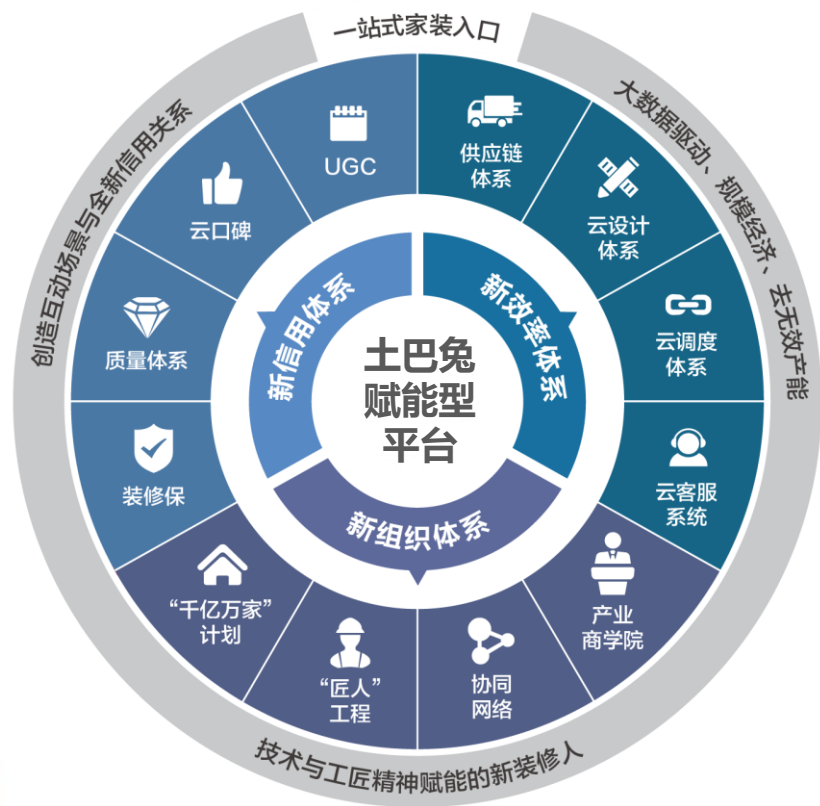 一站式家装入口
创造互动场景与全新信用关系
大数据驱动、规模经济、去无效产能
UGC
供应链
体系
云口碑
云设计
体系
质量体系
云调度
体系
装修保
云客服
系统
新信用体系
新效率体系
土巴兔
赋能型
平台
新组织体系
“千亿万家”
计划
“匠人”
工程
协同
网络
产业
商学院
技术与工匠精神赋能的新装修人